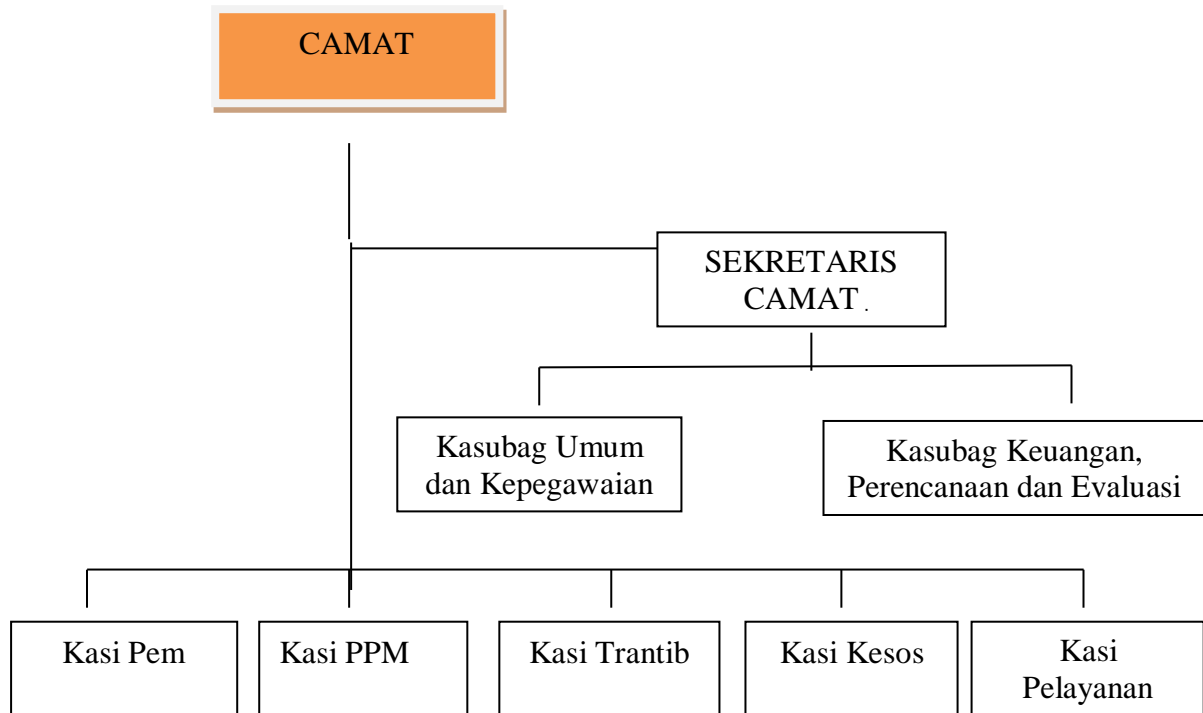 CAMAT
SEKRETARIS
CAMAT .
Kasubag Umum
dan Kepegawaian
Kasubag Keuangan,
Perencanaan dan Evaluasi
Kasi Pem
Kasi PPM
Kasi Trantib
Kasi Kesos
Kasi
Pelayanan